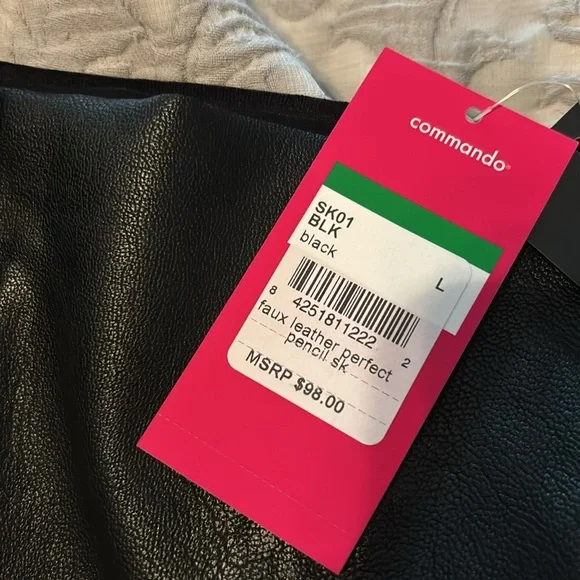 commando
SK01
BLK
black
L
8 4251811222 2
faux leather perfect
pencil sk
MSRP $98.00